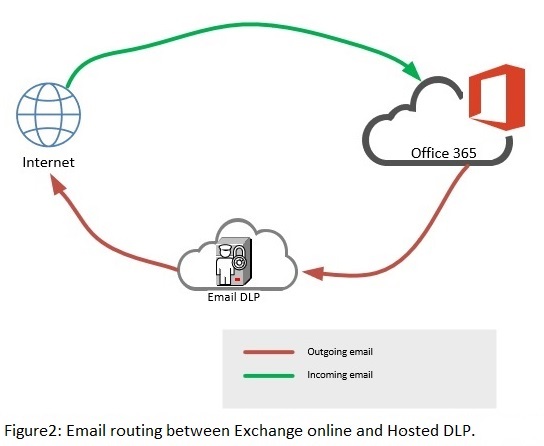 Internet
Office 365
Email DLP
Outgoing email
Incoming email
Figure2: Email routing between Exchange online and Hosted DLP.